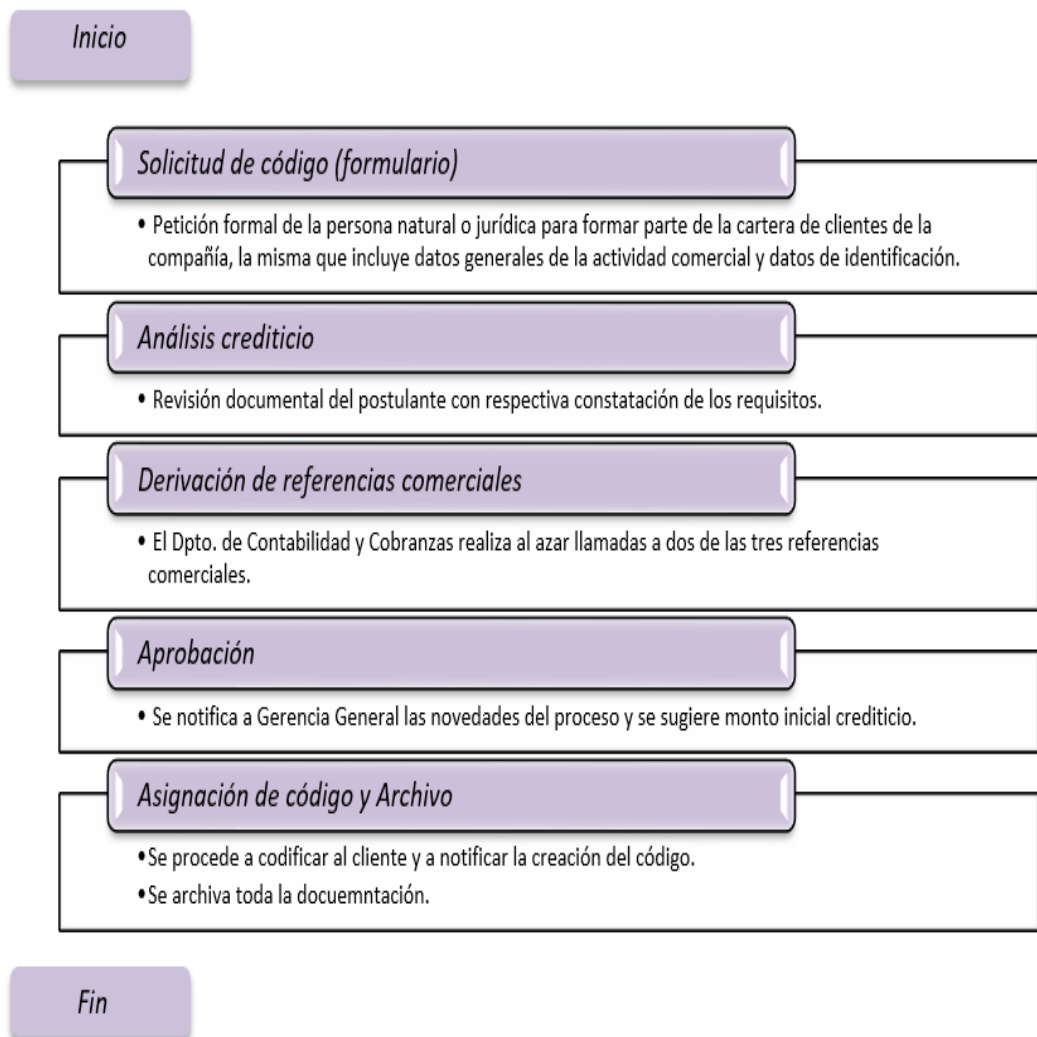 Inicio
Solicitud de código (formulario)
• Petición formal de la persona natural o jurídica para formar parte de la cartera de clientes de la
compañía, la misma que incluye datos generales de la actividad comercial y datos de identificación.
Análisis crediticio
• Revisión documental del postulante con respectiva constatación de los requisitos.
Derivación de referencias comerciales
• El Dpto. de Contabilidad y Cobranzas realiza al azar llamadas a dos de las tres referencias
comerciales.
Aprobación
• Se notifica a Gerencia General las novedades del proceso y se sugiere monto inicial crediticio.
Asignación de código y Archivo
•Se procede a codificar al cliente y a notificar la creación del código.
•Se archiva toda la docuemntación.
Fin